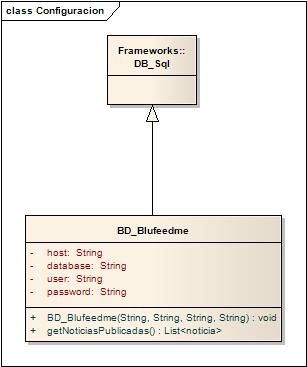 class Configuracion
Frameworks::
DB_Sql
BD_Blufeedme
- host: String
- database: String
- user: String
- password: String
+ BD_Blufeedme(String, String, String, String) : void
+ getNoticiasPublicadas() : List<noticia>